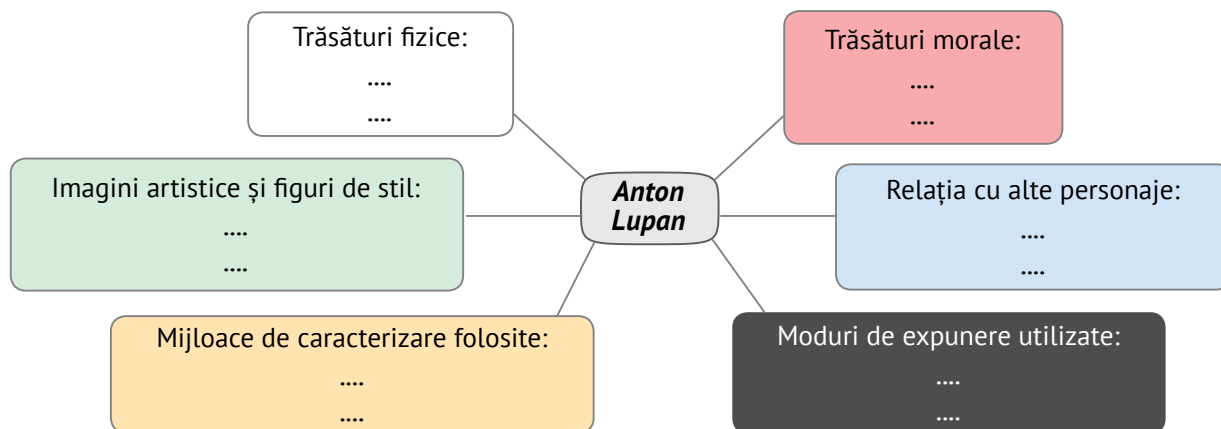 Trăsături fizice:
....
....
Trăsături morale:
....
....
Imagini artistice și figuri de stil:
....
....
Anton
Lupan
Relația cu alte personaje:
....
....
Mijloace de caracterizare folosite:
....
....
Moduri de expunere utilizate:
....
....